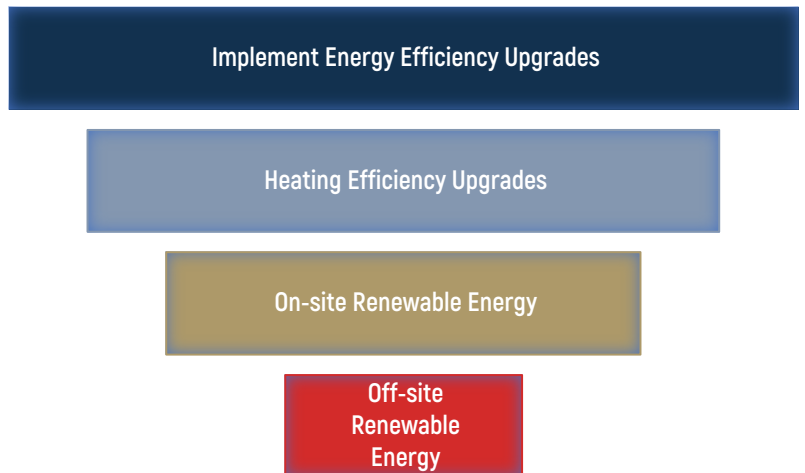 Implement Energy Efficiency Upgrades
Heating Efficiency Upgrades
On-site Renewable Energy
Off-site
Renewable
Energy